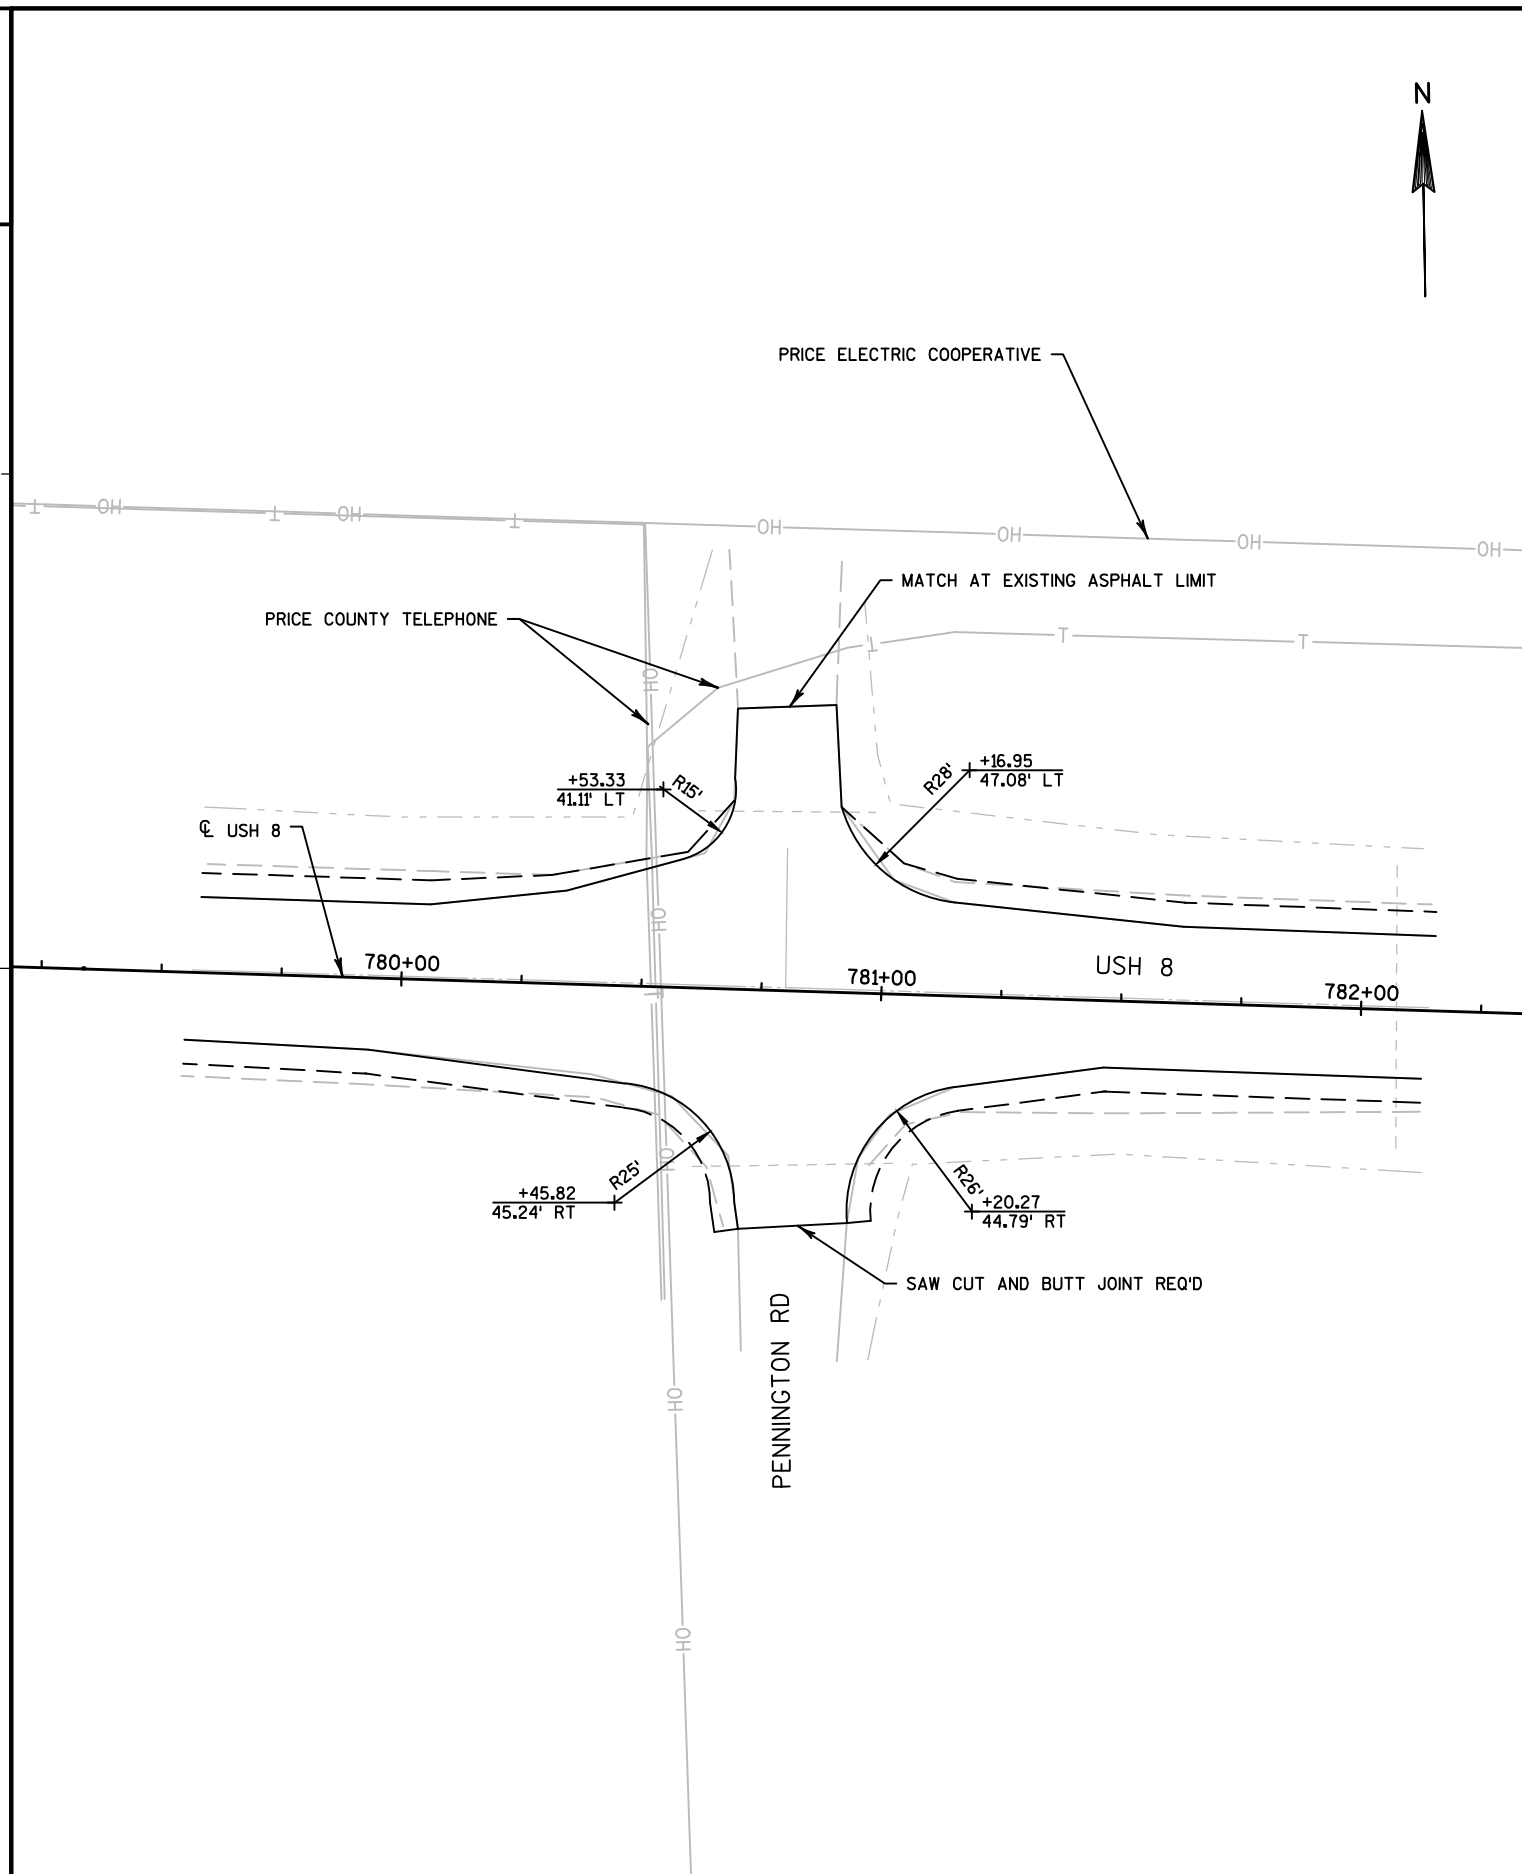 N
PRICE ELECTRIC COOPERATIVE
T
OH
T
OH
T
OH
OH
OH
OH
MATCH AT EXISTING ASPHALT LIMIT
PRICE COUNTY TELEPHONE
T
T
T
OH
+16.95
47.08' LT
R28'
+53.33
41.11' LT
R15'
℄ USH 8
OH
780+00
USH 8
781+00
782+00
T
OH
R25'
R26'
+45.82
45.24' RT
+20.27
44.79' RT
SAW CUT AND BUTT JOINT REQ'D
PENNINGTON RD
OH
OH